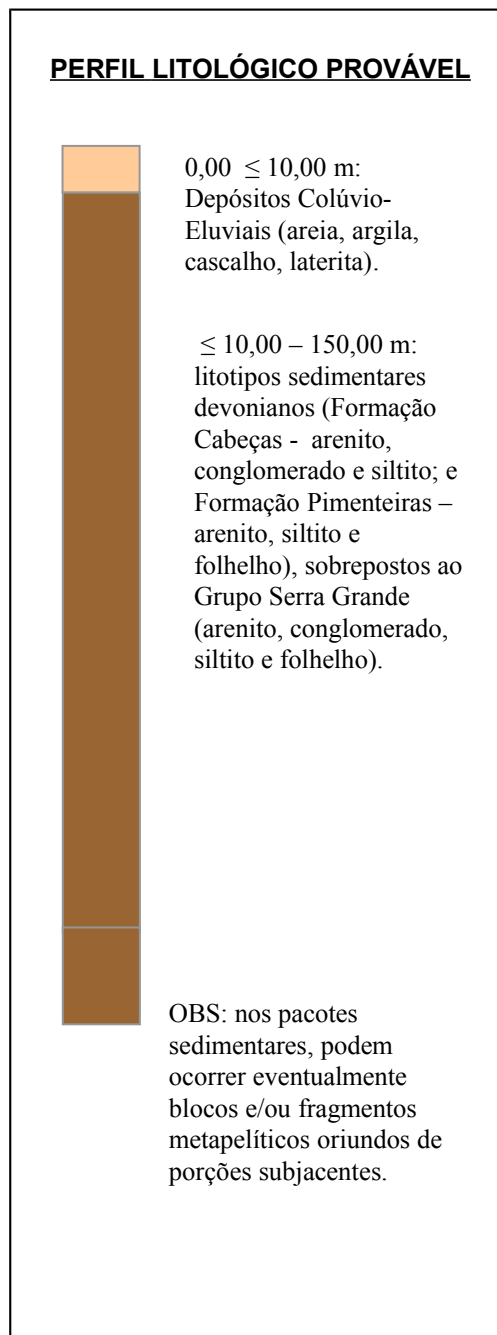 PERFIL LITOLÓGICO PROVÁVEL
0,00 ≤ 10,00 m:
Depósitos Colúvio-
Eluviais (areia, argila,
cascalho, laterita).
≤ 10,00 – 150,00 m:
litotipos sedimentares
devonianos (Formação
Cabeças - arenito,
conglomerado e siltito; e
Formação Pimenteiras –
arenito, siltito e
folhelho), sobrepostos ao
Grupo Serra Grande
(arenito, conglomerado,
siltito e folhelho).
OBS: nos pacotes
sedimentares, podem
ocorrer eventualmente
blocos e/ou fragmentos
metapelíticos oriundos de
porções subjacentes.